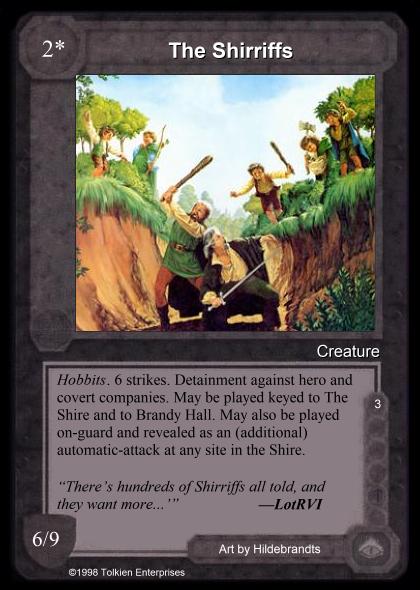 2*
The Shirriffs
Creature
Hobbits. 6 strikes. Detainment against hero and
covert companies. May be played keyed to The
Shire and to Brandy Hall. May also be played
on-guard and revealed as an (additional)
automatic-attack at any site in the Shire.
3
“There’s hundreds of Shirriffs all told, and
they want more...’” —LotRVI
6/9
Art by Hildebrandts
©1998 Tolkien Enterprises